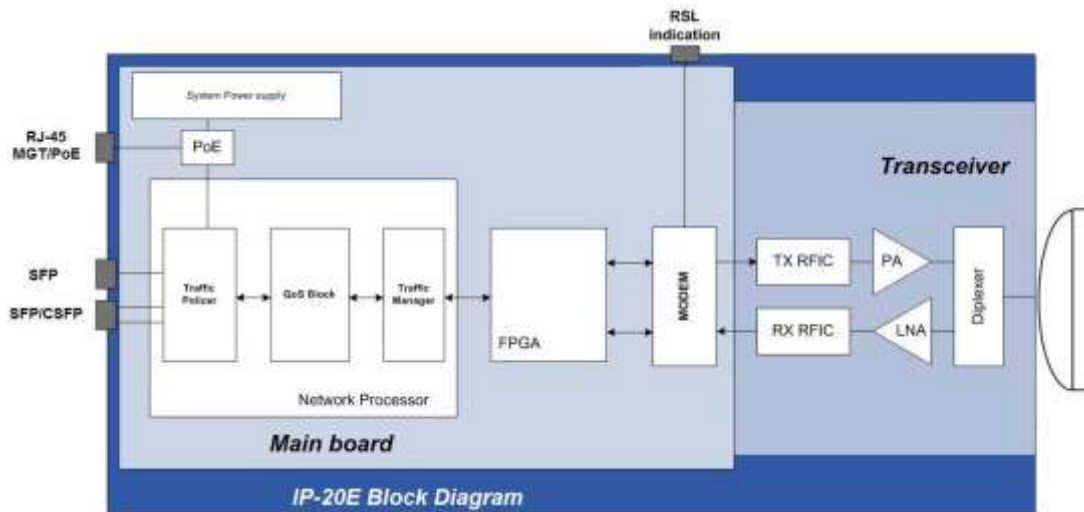 RSL
indication
System Power supply
RJ-45
MGT/PoE
PoE
Transceiver
SFP
SFP/CSFP
Traffic
Policer
QoS Block
Traffic
Manager
FPGA
MODEM
TX RFIC
PA
RX RFIC
LNA
Diplexer
Network Processor
Main board
IP-20E Block Diagram